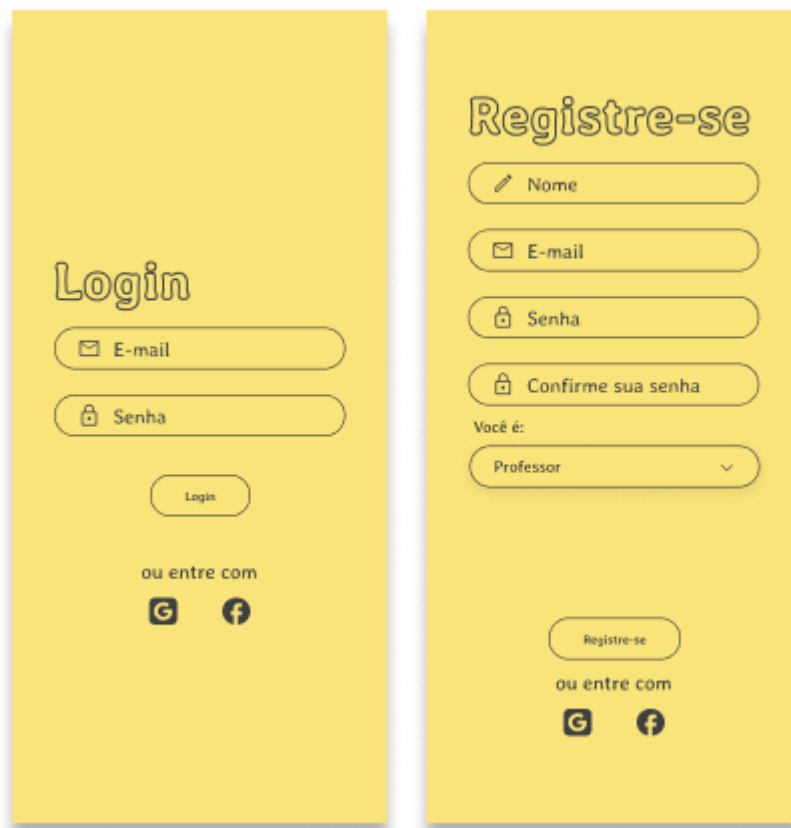 Login
E-mail
Senha
Login
ou entre com
G
f
Registre-se
Nome
E-mail
Senha
Confirme sua senha
Você é:
Professor
Registre-se
ou entre com
G
f